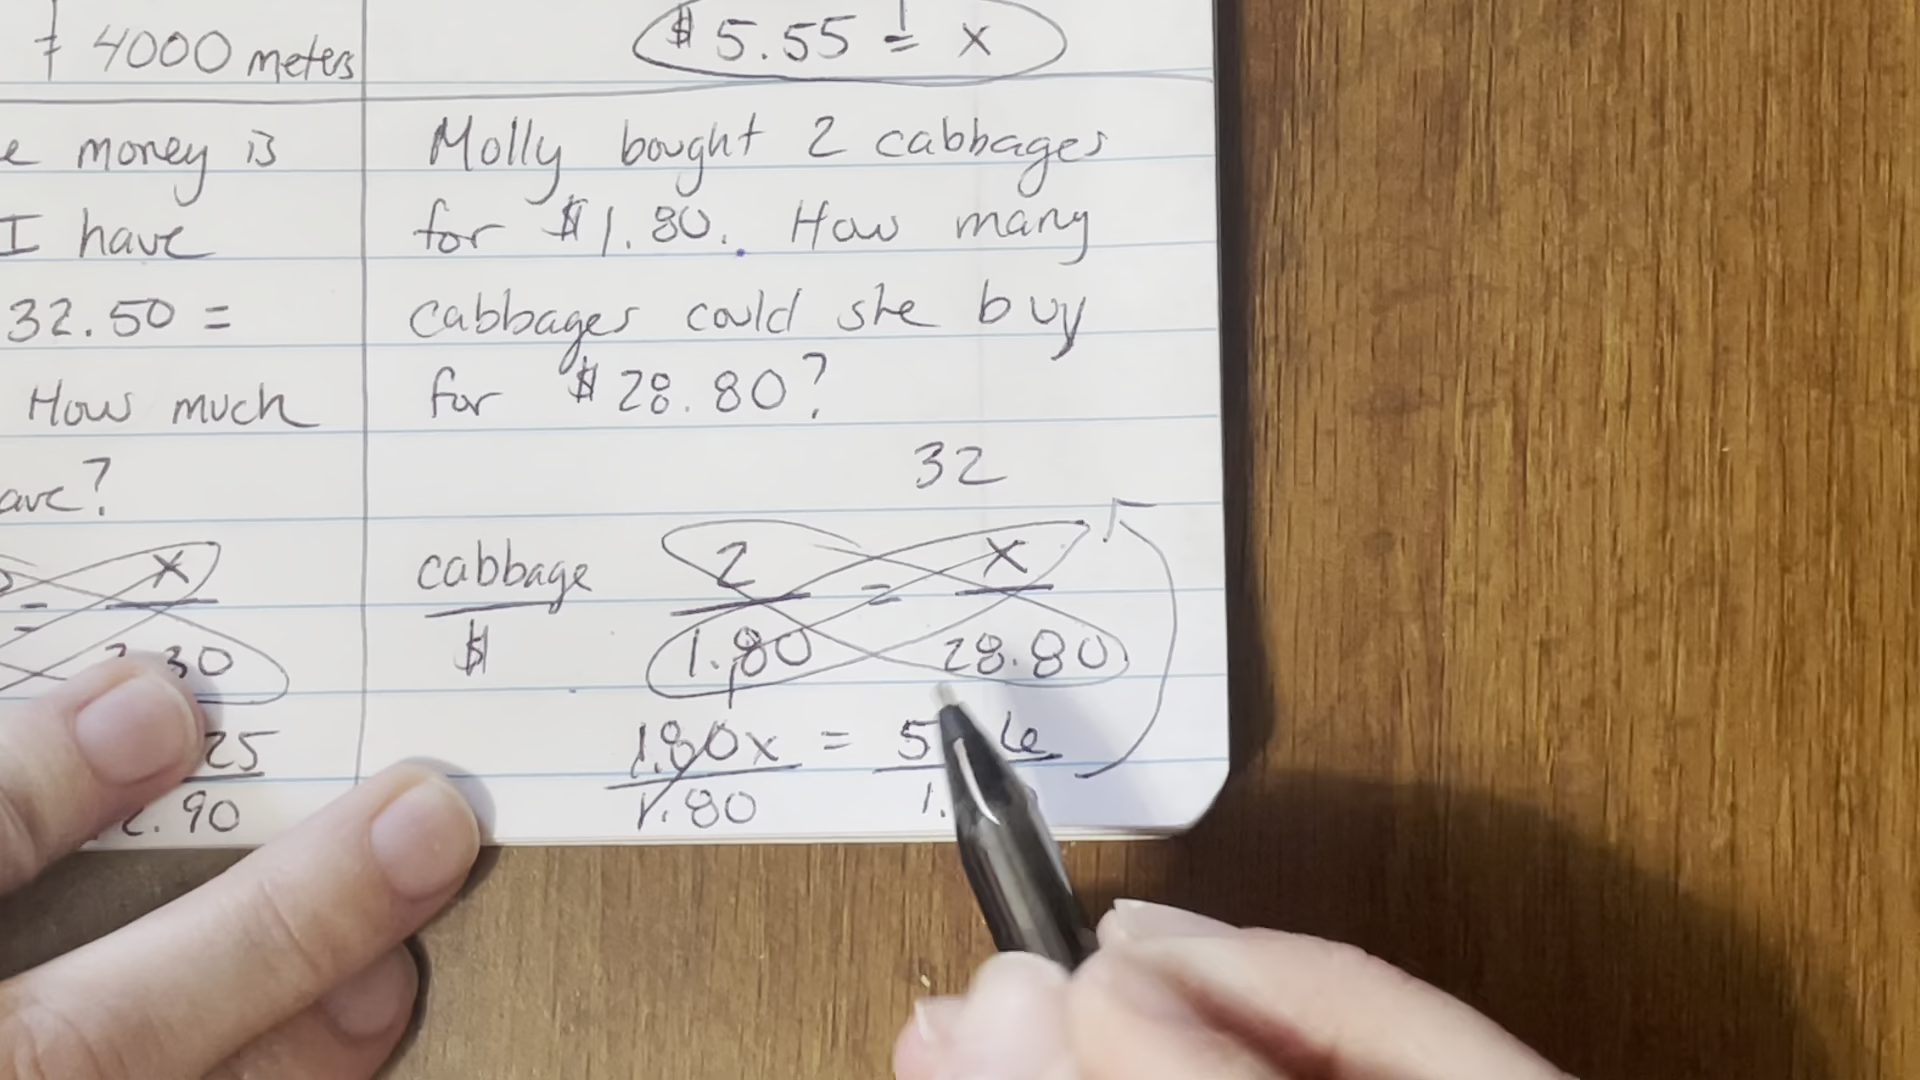 4000 meters
$5.55 = x
e money is
I have
32.50 =
How much
ave?
= x
.30
25
2.90
Molly bought 2 cabbages
for $1.80. How many
cabbages could she buy
for $28.80?
32
cabbage 2 = x
$ 1.80 28.80
1.80x = 5
1.80 1.